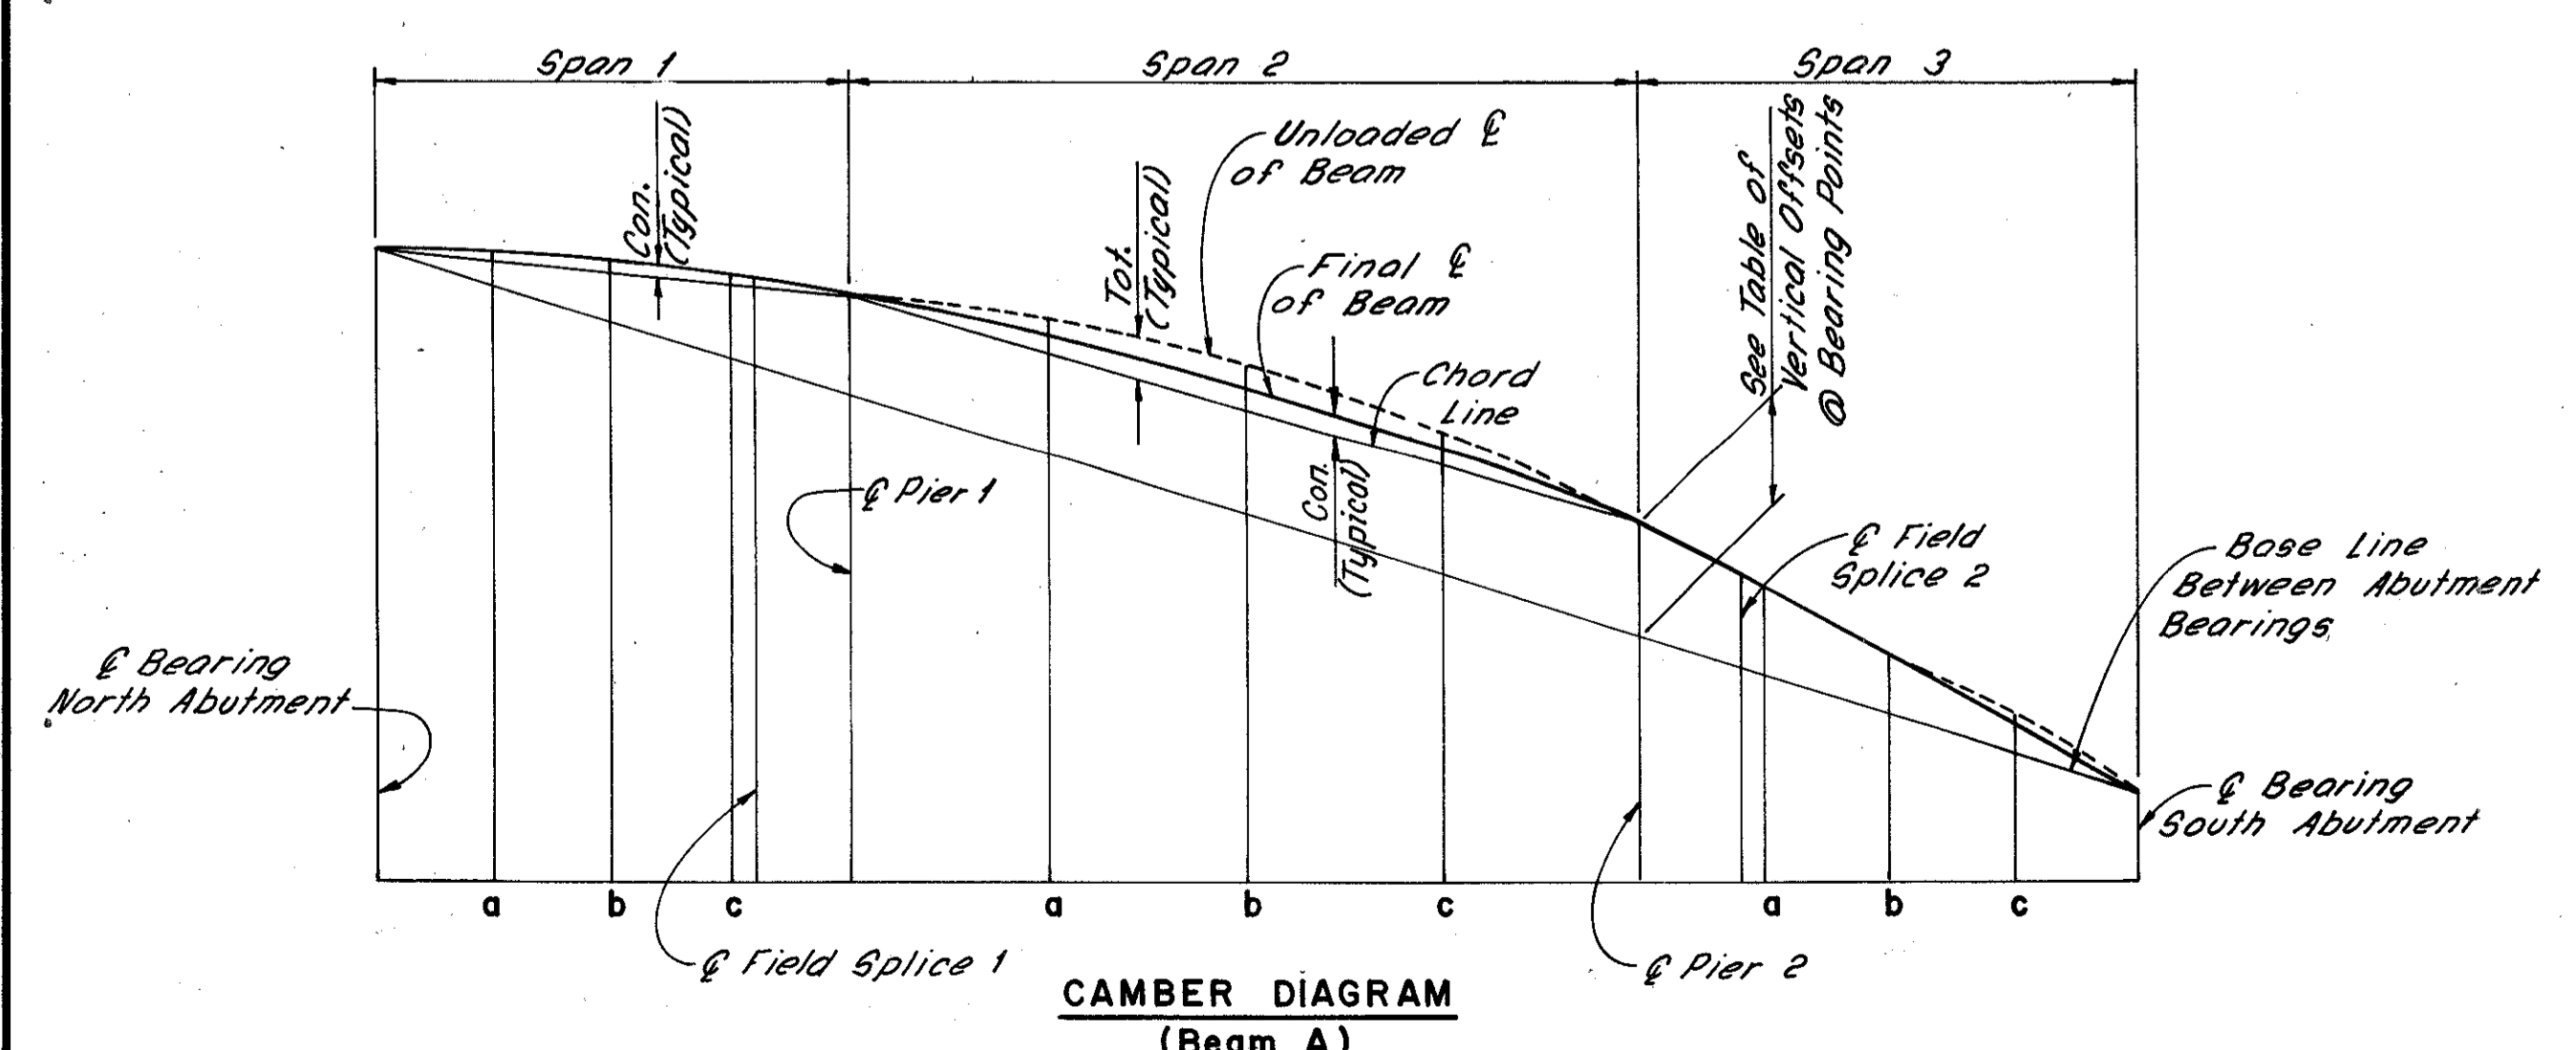 Span 1
Span 2
Span 3
Con.
(Typical)
Tot.
(Typical)
Unloaded ℄
of Beam
Final ℄
of Beam
Chord
Line
Con.
(Typical)
See Table of
Vertical Offsets
@ Bearing Points
℄ Pier 1
℄ Field
Splice 2
Base Line
Between Abutment
Bearings
℄ Bearing
North Abutment
℄ Bearing
South Abutment
a b c a b c a b c
℄ Field Splice 1
℄ Pier 2
CAMBER DIAGRAM
(Beam A)